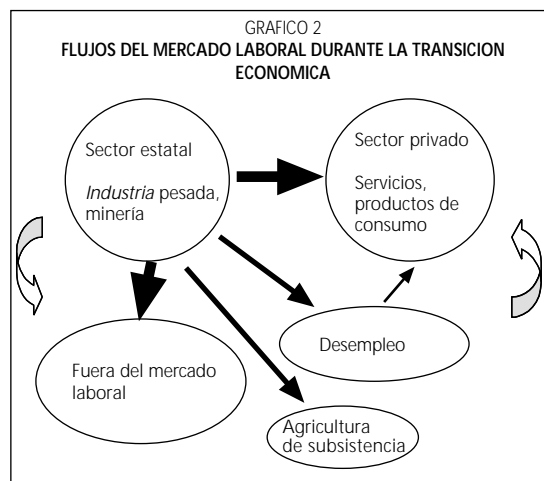 GRAFICO 2
FLUJOS DEL MERCADO LABORAL DURANTE LA TRANSICION
ECONOMICA
Sector estatal
Industria pesada,
minería
Sector privado
Servicios,
productos de
consumo
Fuera del mercado
laboral
Desempleo
Agricultura
de subsistencia